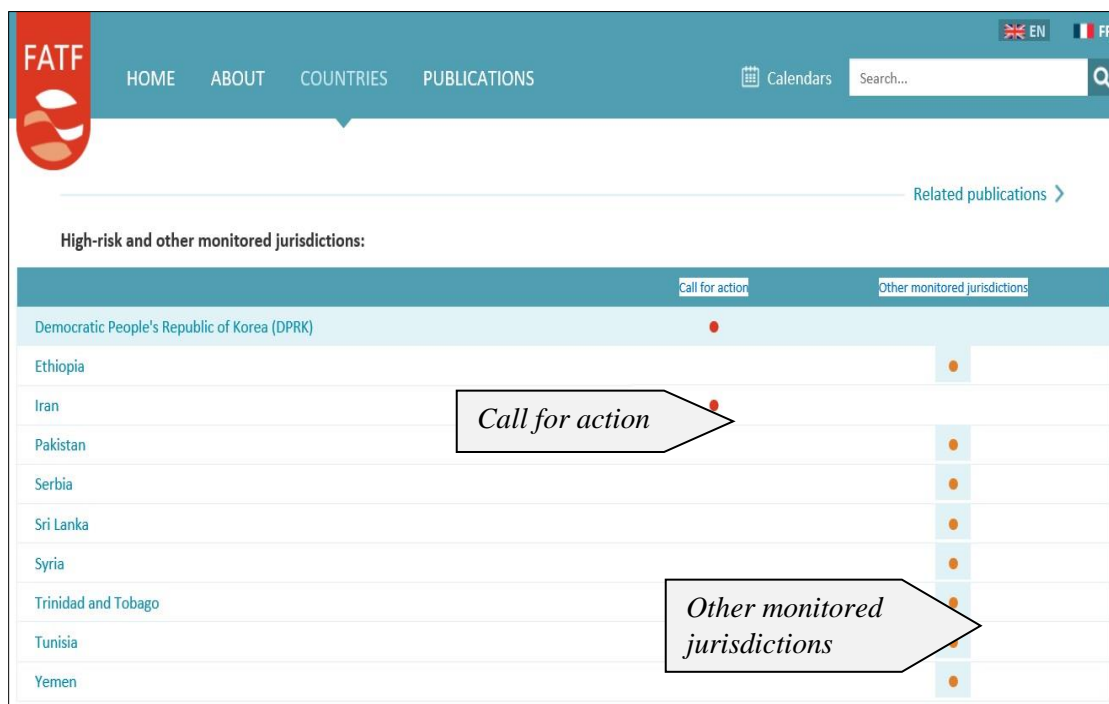 EN FR
FATF
HOME ABOUT COUNTRIES PUBLICATIONS Calendars Search...
Related publications
High-risk and other monitored jurisdictions:
Call for action Other monitored jurisdictions
Democratic People's Republic of Korea (DPRK)
Ethiopia
Iran
Call for action
Pakistan
Serbia
Sri Lanka
Syria
Trinidad and Tobago
Other monitored
jurisdictions
Tunisia
Yemen